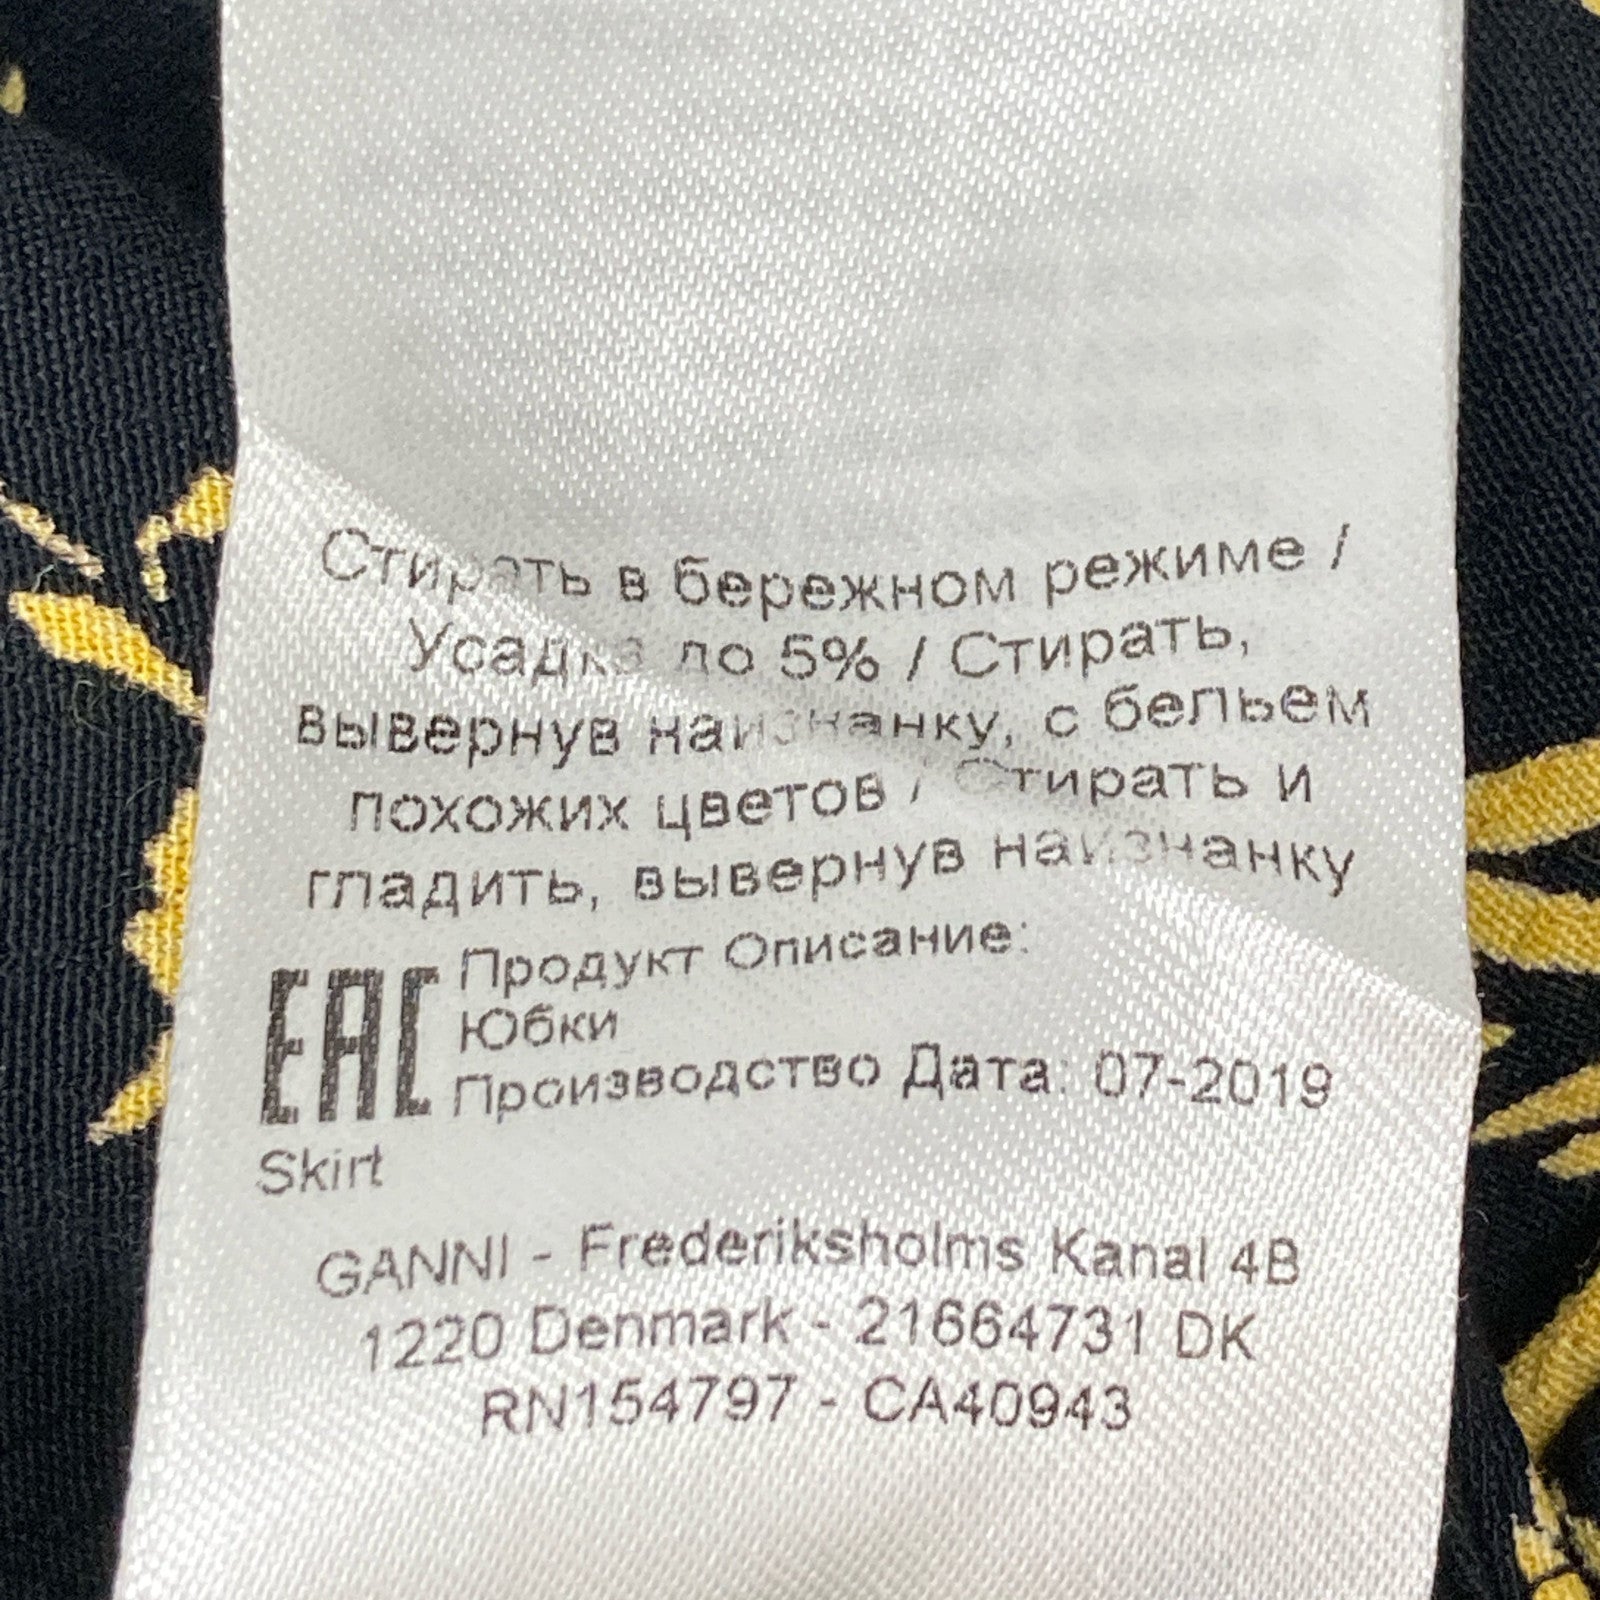 Стирать в бережном режиме /
Усадка до 5% / Стирать,
вывернув наизнанку, с бельем
похожих цветов / Стирать и
гладить, вывернув наизнанку
EAC Продукт Описание:
Юбки
Производство Дата: 07-2019
Skirt
GANNI - Frederiksholms Kanal 4B
1220 Denmark - 21664731 DK
RN154797 - CA40943